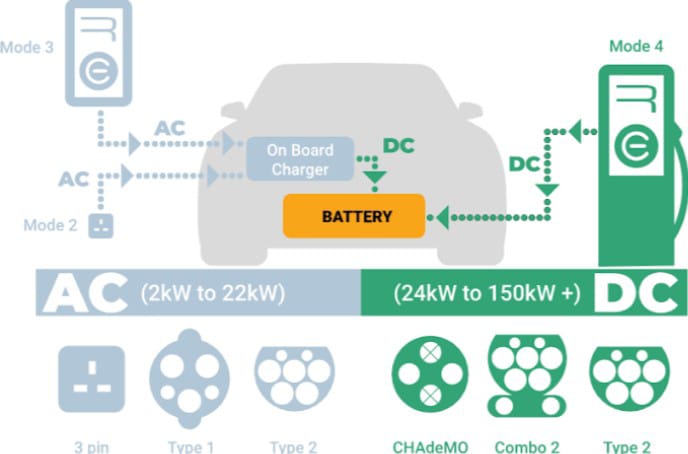 Mode 3
Mode 4
AC
On Board
Charger
DC
DC
AC
BATTERY
Mode 2
AC (2kW to 22kW)
(24kW to 150kW +) DC
3 pin
Type 1
Type 2
CHAdeMO
Combo 2
Type 2